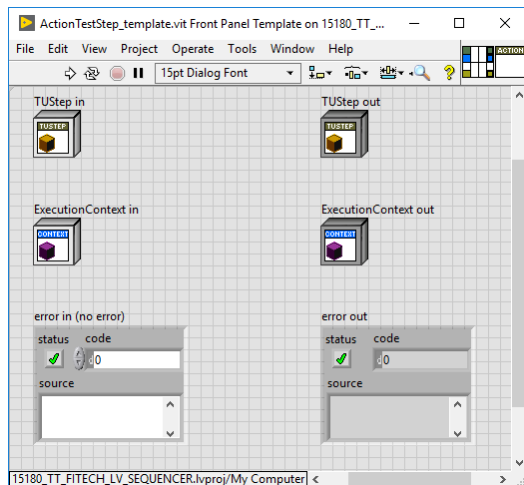 ActionTestStep_template.vit Front Panel Template on 15180_TT_...
File Edit View Project Operate Tools Window Help
ACTION
15pt Dialog Font
TUStep in
TUStep out
TUSTEP
TUSTEP
ExecutionContext in
ExecutionContext out
CONTEXT
CONTEXT
error in (no error)
error out
status code
status code
d 0
d 0
source
source
15180_TT_FITECH_LV_SEQUENCER.lvproj/My Computer